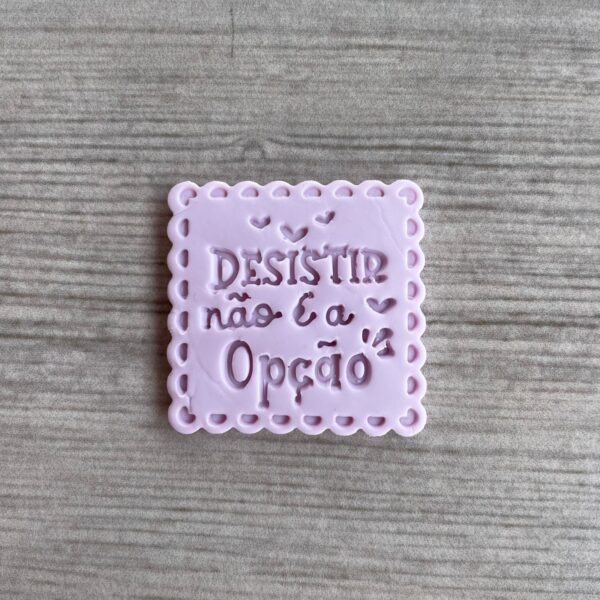 DESISTIR
não é a
Opção